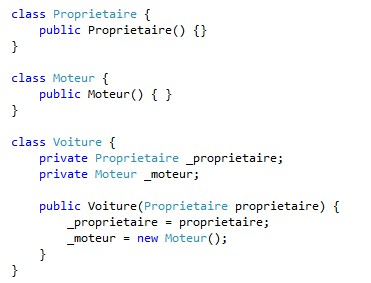 class Proprietaire {
    public Proprietaire() {}
}

class Moteur {
    public Moteur() { }
}

class Voiture {
    private Proprietaire _proprietaire;
    private Moteur _moteur;

    public Voiture(Proprietaire proprietaire) {
        _proprietaire = proprietaire;
        _moteur = new Moteur();
    }
}